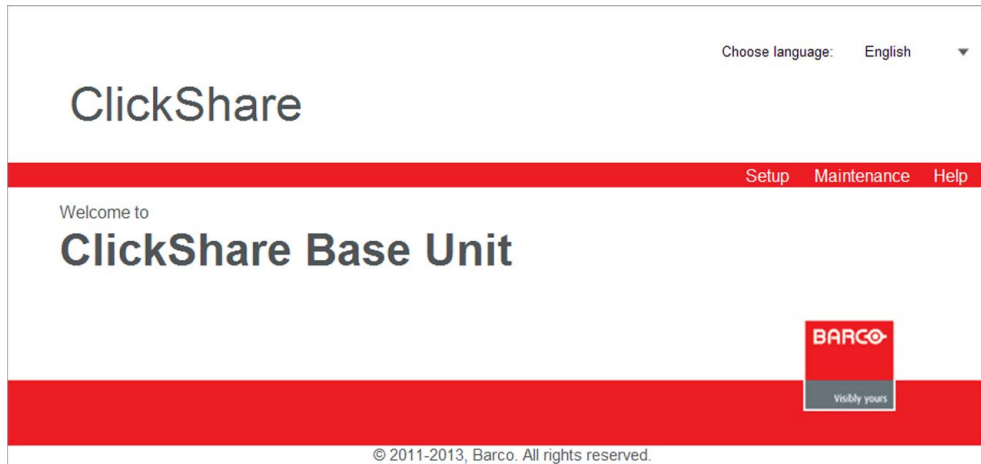 Choose language: English
ClickShare
Setup Maintenance Help
Welcome to
ClickShare Base Unit
BARCO
Visibly yours
© 2011-2013, Barco. All rights reserved.